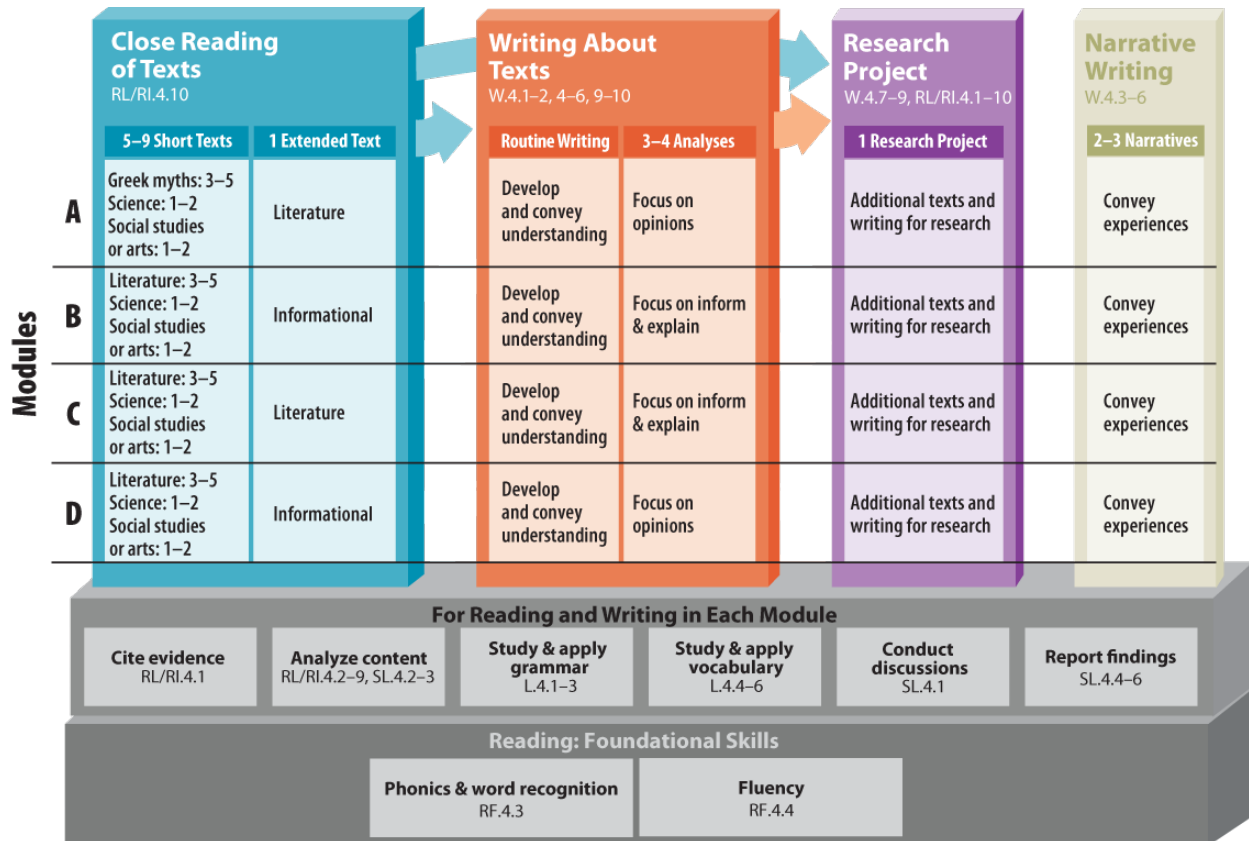 Close Reading
of Texts
RL/RI.4.10
Writing About
Texts
W.4.1–2, 4–6, 9–10
Research
Project
W.4.7–9, RL/RI.4.1–10
Narrative
Writing
W.4.3–6
5–9 Short Texts
1 Extended Text
Routine Writing
3–4 Analyses
1 Research Project
2–3 Narratives
Modules
A
Greek myths: 3–5
Science: 1–2
Social studies
or arts: 1–2
Literature
Develop
and convey
understanding
Focus on
opinions
Additional texts and
writing for research
Convey
experiences
B
Literature: 3–5
Science: 1–2
Social studies
or arts: 1–2
Informational
Develop
and convey
understanding
Focus on inform
& explain
Additional texts and
writing for research
Convey
experiences
C
Literature: 3–5
Science: 1–2
Social studies
or arts: 1–2
Literature
Develop
and convey
understanding
Focus on inform
& explain
Additional texts and
writing for research
Convey
experiences
D
Literature: 3–5
Science: 1–2
Social studies
or arts: 1–2
Informational
Develop
and convey
understanding
Focus on
opinions
Additional texts and
writing for research
Convey
experiences
For Reading and Writing in Each Module
Cite evidence
RL/RI.4.1
Analyze content
RL/RI.4.2–9, SL.4.2–3
Study & apply
grammar
L.4.1–3
Study & apply
vocabulary
L.4.4–6
Conduct
discussions
SL.4.1
Report findings
SL.4.4–6
Reading: Foundational Skills
Phonics & word recognition
RF.4.3
Fluency
RF.4.4